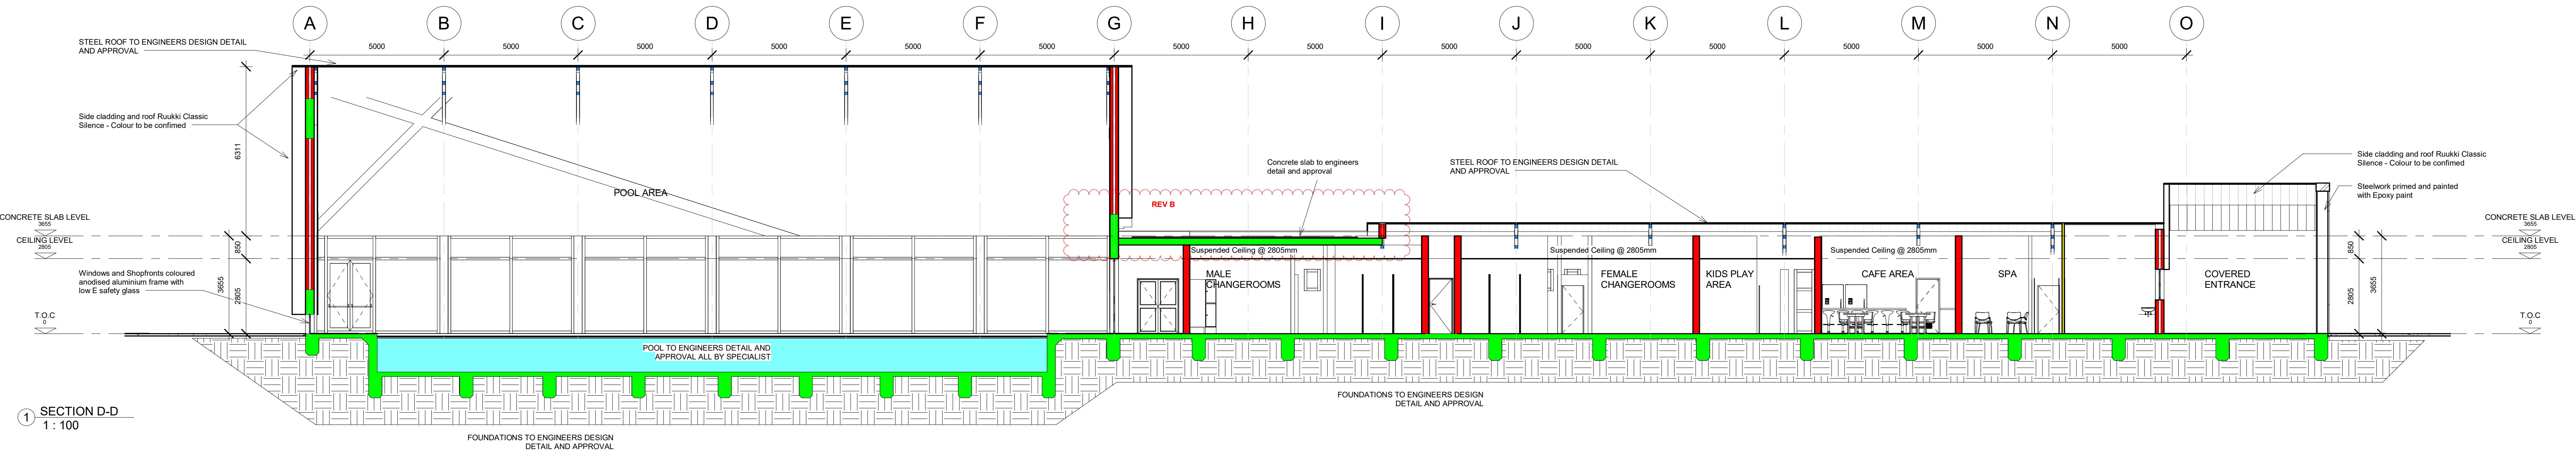 A B C D E F G H I J K L M N O
5000 5000 5000 5000 5000 5000 5000 5000 5000 5000 5000 5000 5000 5000
STEEL ROOF TO ENGINEERS DESIGN DETAIL
AND APPROVAL
Side cladding and roof Ruukki Classic
Silence - Colour to be confimed
6311
POOL AREA
CONCRETE SLAB LEVEL
3655
CEILING LEVEL
2805
850
3655
2805
Windows and Shopfronts coloured
anodised aluminium frame with
low E safety glass
T.O.C
0
POOL TO ENGINEERS DETAIL AND
APPROVAL ALL BY SPECIALIST
REV B
Concrete slab to engineers
detail and approval
STEEL ROOF TO ENGINEERS DESIGN DETAIL
AND APPROVAL
Suspended Ceiling @ 2805mm
Suspended Ceiling @ 2805mm
Suspended Ceiling @ 2805mm
MALE
CHANGEROOMS
FEMALE
CHANGEROOMS
KIDS PLAY
AREA
CAFE AREA
SPA
COVERED
ENTRANCE
Side cladding and roof Ruukki Classic
Silence - Colour to be confimed
Steelwork primed and painted
with Epoxy paint
CONCRETE SLAB LEVEL
3655
CEILING LEVEL
2805
850
2805
3655
T.O.C
0
FOUNDATIONS TO ENGINEERS DESIGN
DETAIL AND APPROVAL
FOUNDATIONS TO ENGINEERS DESIGN
DETAIL AND APPROVAL
1 SECTION D-D
1 : 100